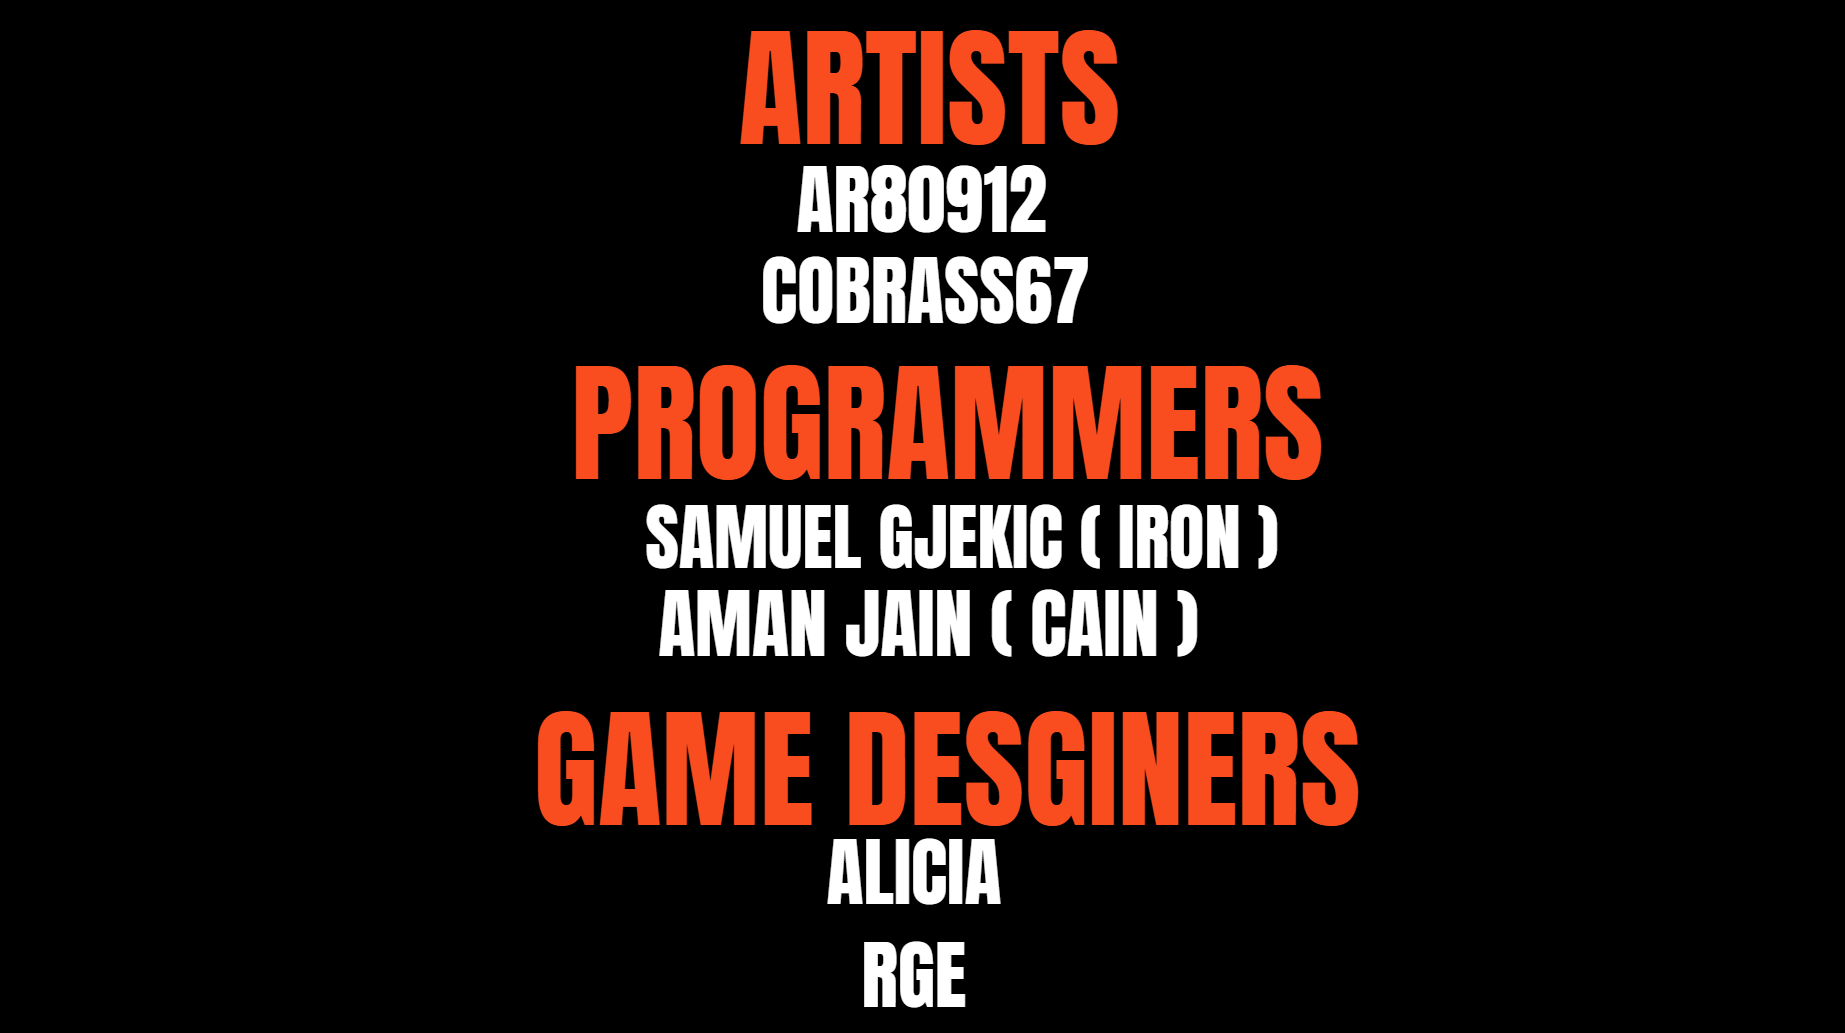 ARTISTS
AR80912
COBRASS67
PROGRAMMERS
SAMUEL GJEKIC ( IRON )
AMAN JAIN ( CAIN )
GAME DESGINERS
ALICIA
RGE